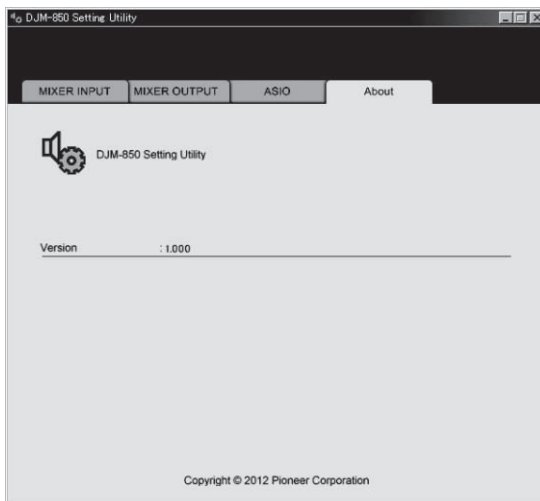 DJM-850 Setting Utility
MIXER INPUT MIXER OUTPUT ASIO About
DJM-850 Setting Utility
Version : 1.000
Copyright © 2012 Pioneer Corporation